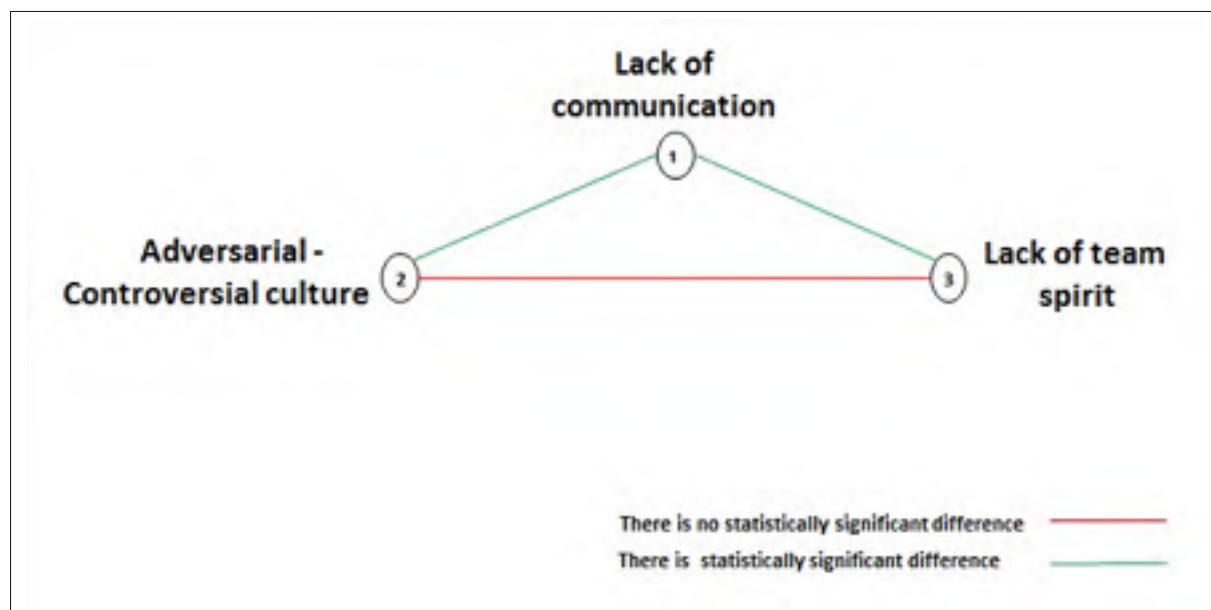 Lack of
communication
1
Adversarial -
Controversial culture
2
3
Lack of team
spirit
There is no statistically significant difference
There is statistically significant difference